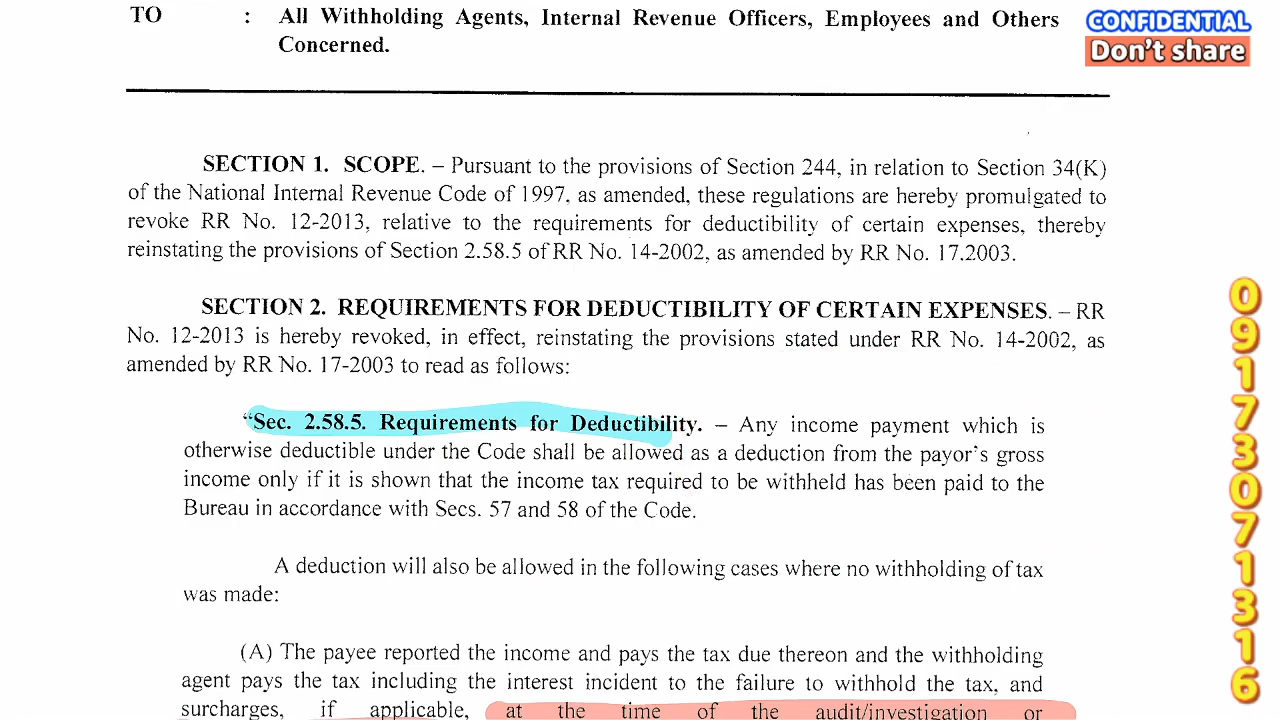 TO : All Withholding Agents, Internal Revenue Officers, Employees and Others
Concerned.
CONFIDENTIAL
Don't share
SECTION 1. SCOPE. – Pursuant to the provisions of Section 244, in relation to Section 34(K)
of the National Internal Revenue Code of 1997, as amended, these regulations are hereby promulgated to
revoke RR No. 12-2013, relative to the requirements for deductibility of certain expenses, thereby
reinstating the provisions of Section 2.58.5 of RR No. 14-2002, as amended by RR No. 17.2003.
SECTION 2. REQUIREMENTS FOR DEDUCTIBILITY OF CERTAIN EXPENSES. – RR
No. 12-2013 is hereby revoked, in effect, reinstating the provisions stated under RR No. 14-2002, as
amended by RR No. 17-2003 to read as follows:
“Sec. 2.58.5. Requirements for Deductibility. – Any income payment which is
otherwise deductible under the Code shall be allowed as a deduction from the payor's gross
income only if it is shown that the income tax required to be withheld has been paid to the
Bureau in accordance with Secs. 57 and 58 of the Code.
A deduction will also be allowed in the following cases where no withholding of tax
was made:
(A) The payee reported the income and pays the tax due thereon and the withholding
agent pays the tax including the interest incident to the failure to withhold the tax, and
surcharges, if applicable, at the time of the audit/investigation or
09173071316